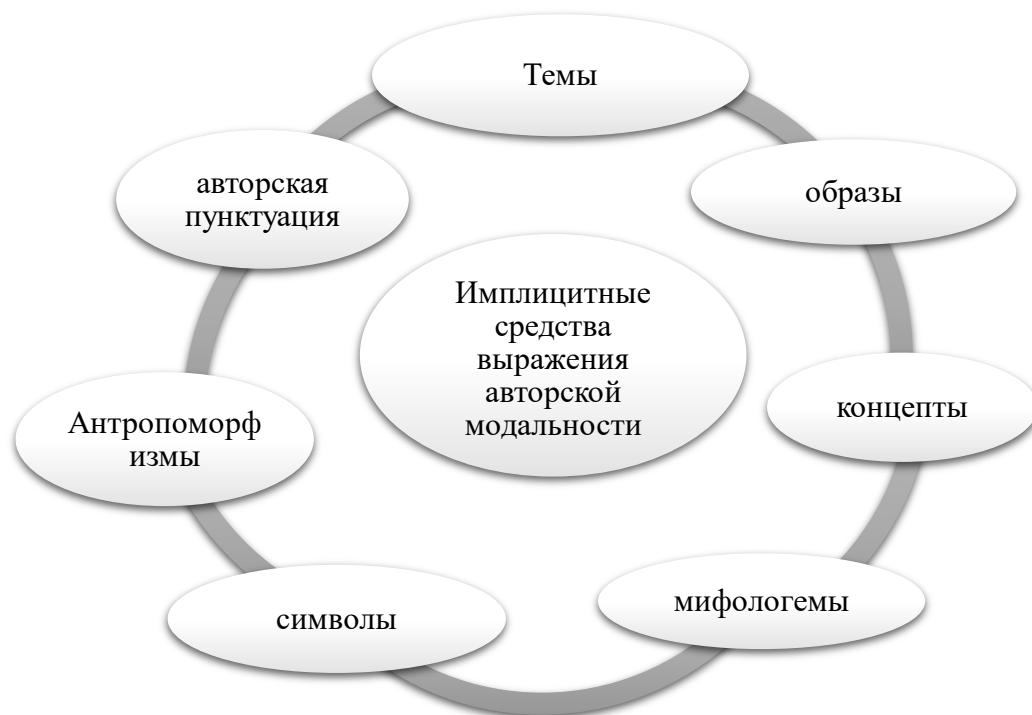 Темы
образы
концепты
мифологемы
символы
Антропоморф
измы
авторская
пунктуация
Имплицитные
средства
выражения
авторской
модальности